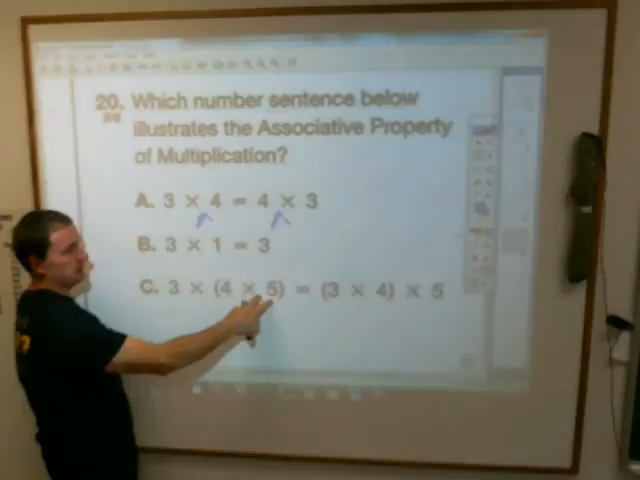 20. Which number sentence below
illustrates the Associative Property
of Multiplication?
A. 3 × 4 = 4 × 3
B. 3 × 1 = 3
C. 3 × (4 × 5) = (3 × 4) × 5